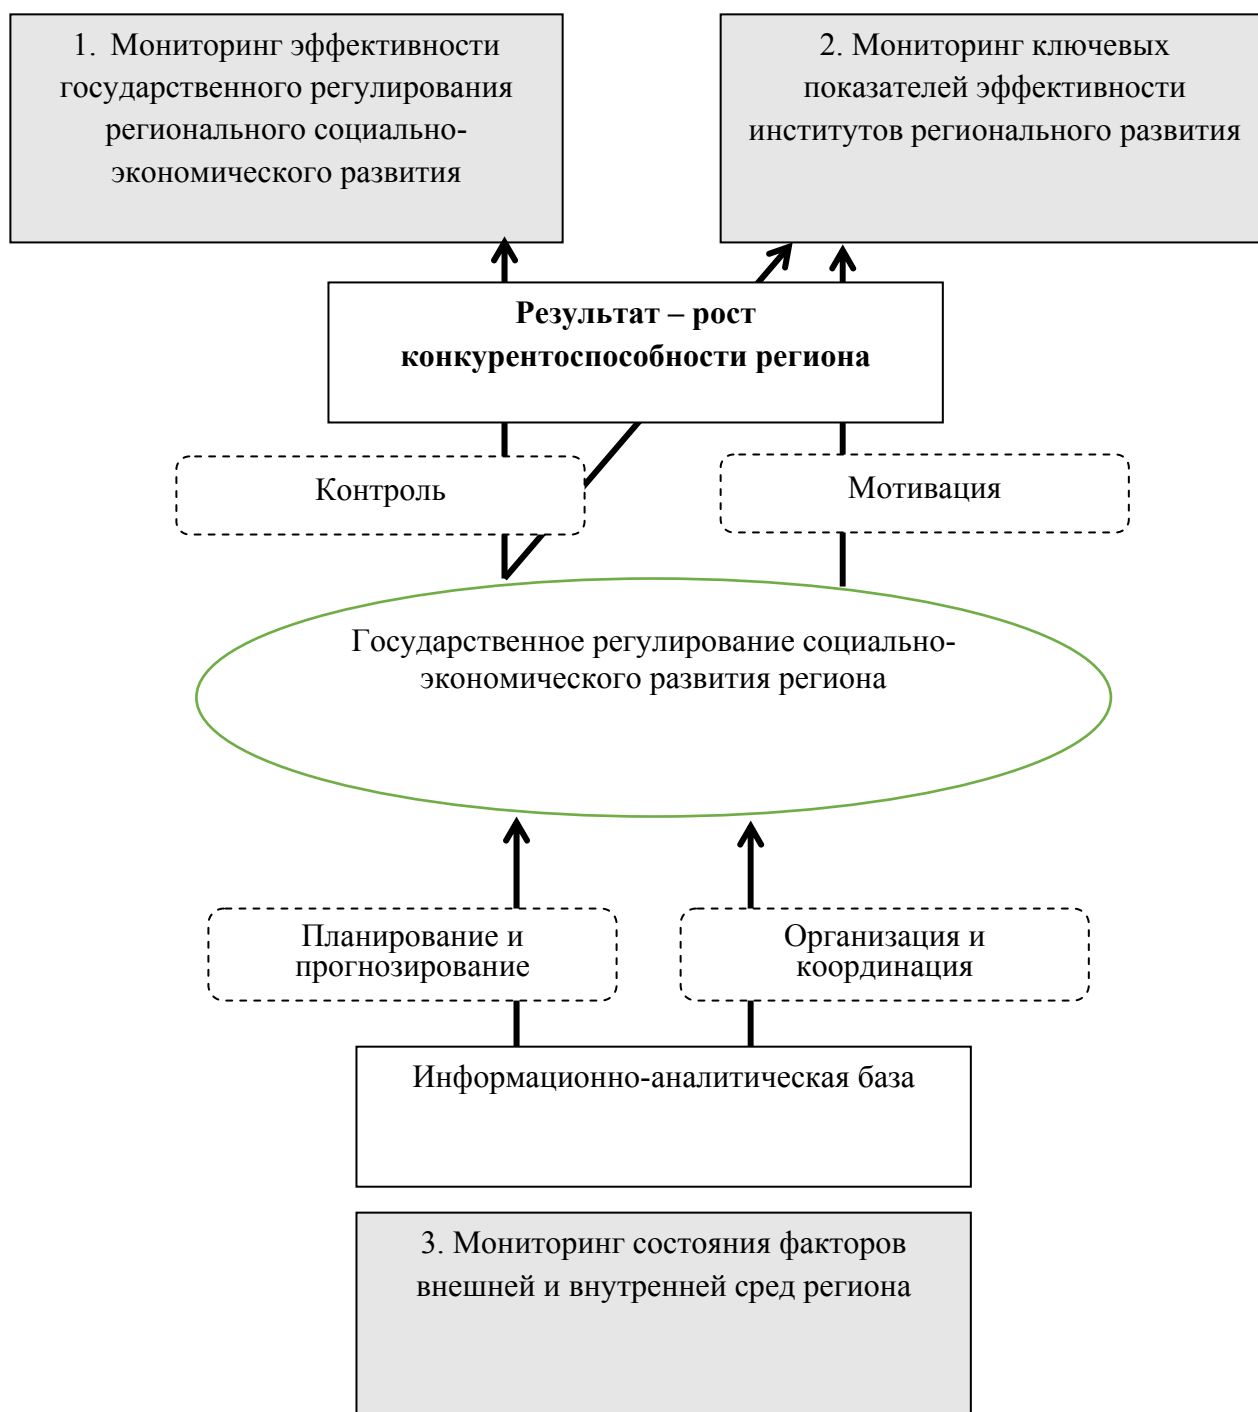 1. Мониторинг эффективности
государственного регулирования
регионального социально-
экономического развития
2. Мониторинг ключевых
показателей эффективности
институтов регионального развития
Результат – рост
конкурентоспособности региона
Контроль
Мотивация
Государственное регулирование социально-
экономического развития региона
Планирование и
прогнозирование
Организация и
координация
Информационно-аналитическая база
3. Мониторинг состояния факторов
внешней и внутренней сред региона